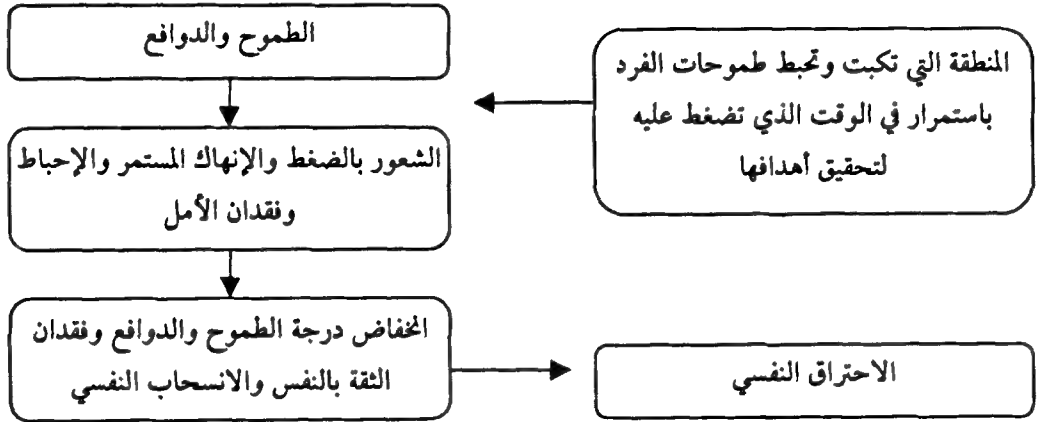 الطموح والدوافع
المنطقة التي تكبت وتحبط طموحات الفرد
باستمرار في الوقت الذي تضغط عليه
لتحقيق أهدافها
الشعور بالضغط والإنهاك المستمر والإحباط
وفقدان الأمل
انخفاض درجة الطموح والدوافع وفقدان
الثقة بالنفس والانسحاب النفسي
الاحتراق النفسي